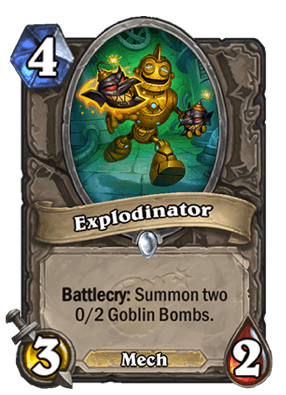 4
Explodinator
Battlecry: Summon two
0/2 Goblin Bombs.
3
Mech
2